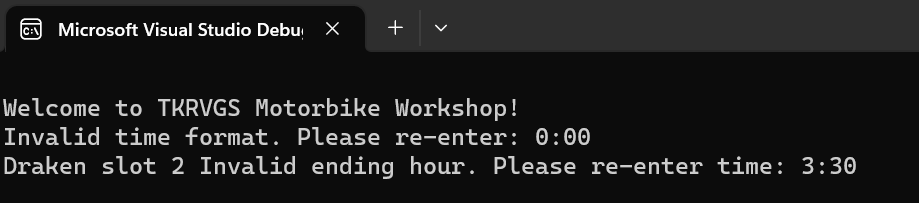 Microsoft Visual Studio Debu
Welcome to TKRVGS Motorbike Workshop!
Invalid time format. Please re-enter: 0:00
Draken slot 2 Invalid ending hour. Please re-enter time: 3:30